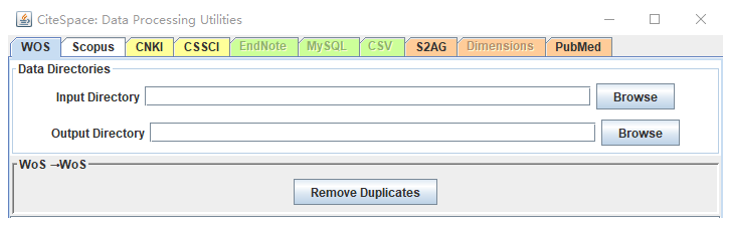 CiteSpace: Data Processing Utilities
WOS Scopus CNKI CSSCI EndNote MySQL CSV S2AG Dimensions PubMed
Data Directories
Input Directory Browse
Output Directory Browse
WoS →WoS
Remove Duplicates